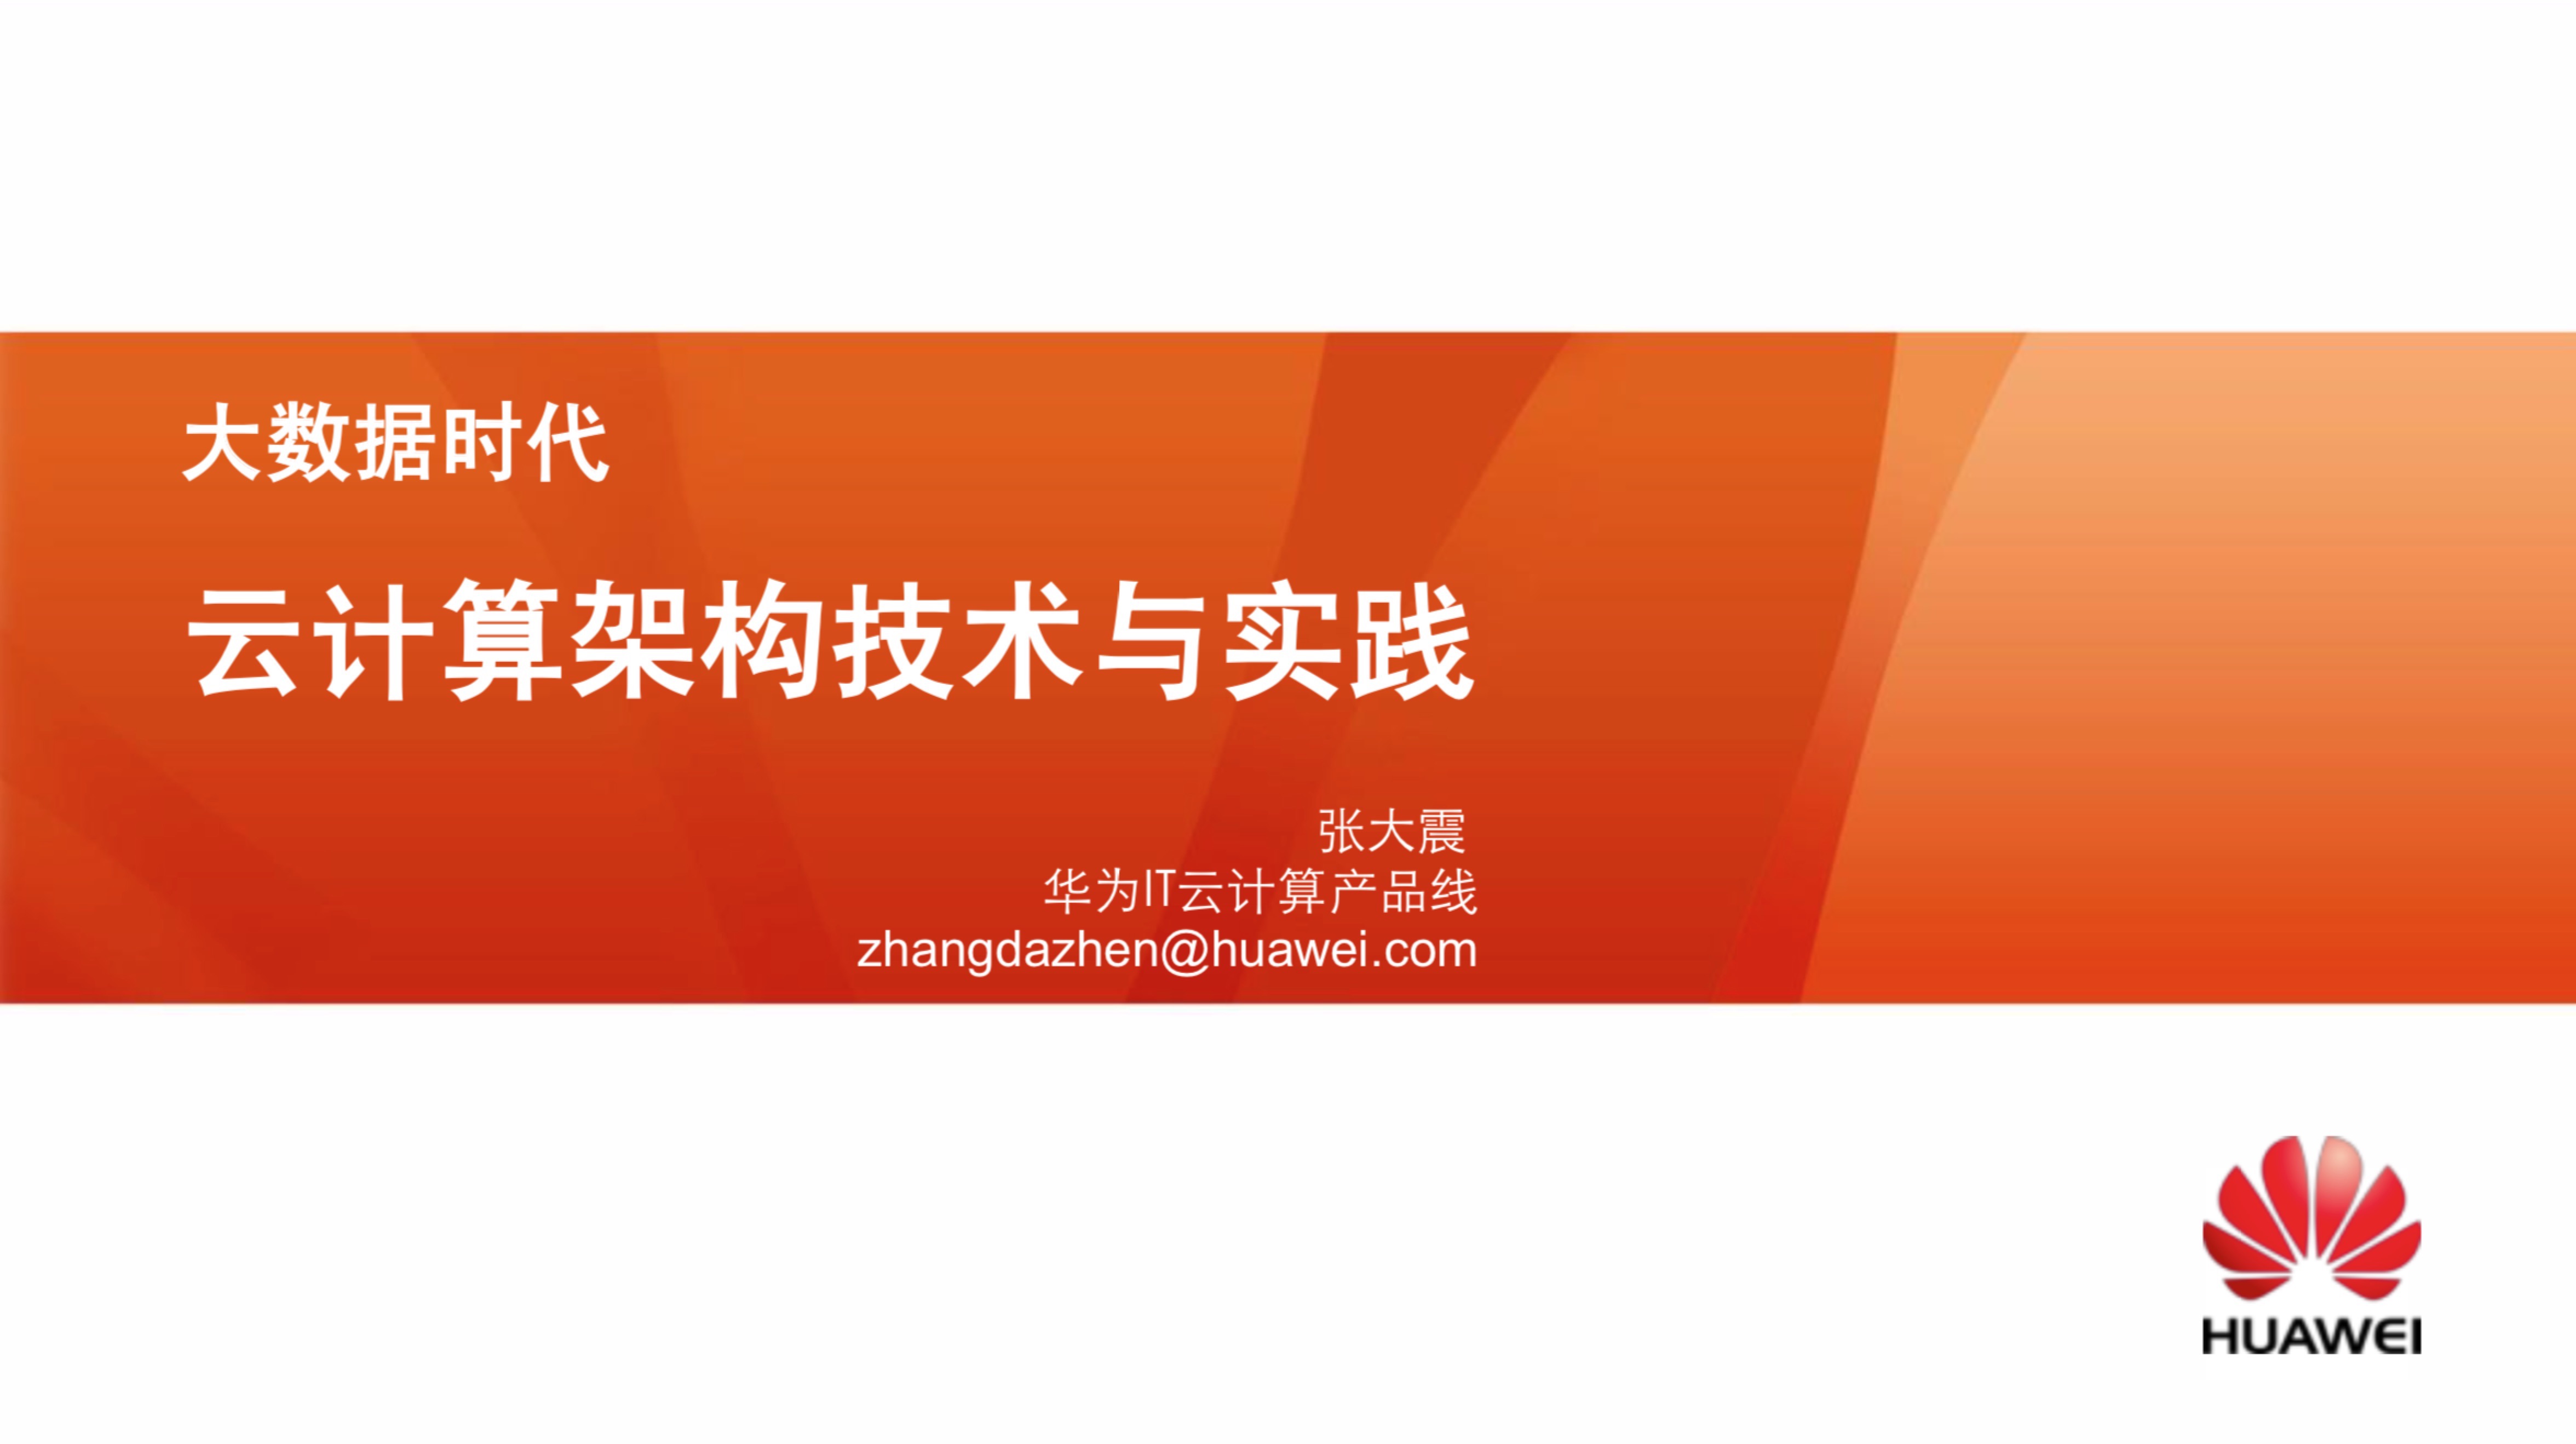 大数据时代
云计算架构技术与实践
张大震
华为IT云计算产品线
zhangdazhen@huawei.com
HUAWEI